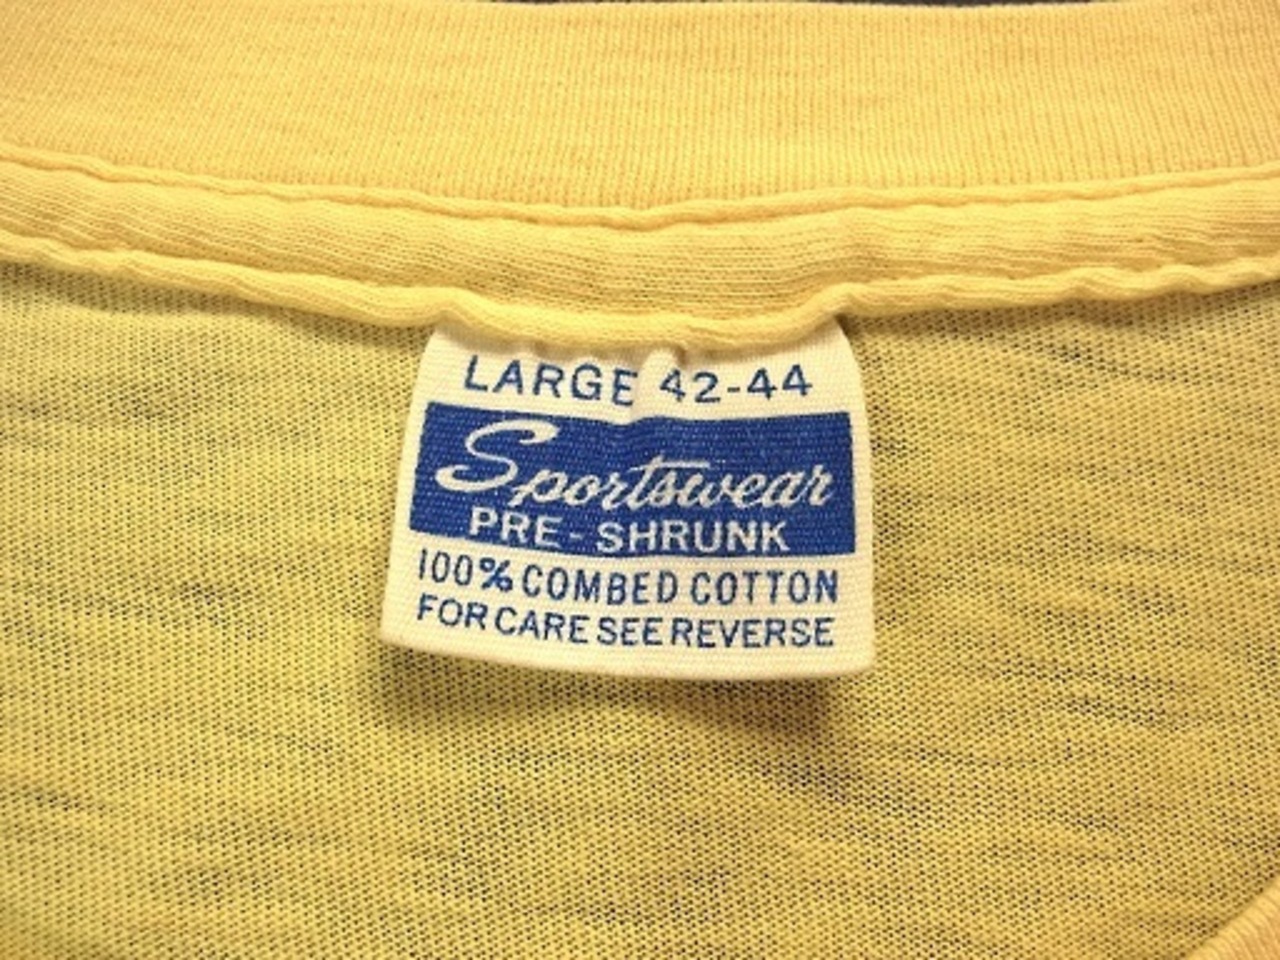 LARGE 42-44
Sportswear
PRE-SHRUNK
100% COMBED COTTON
FOR CARE SEE REVERSE